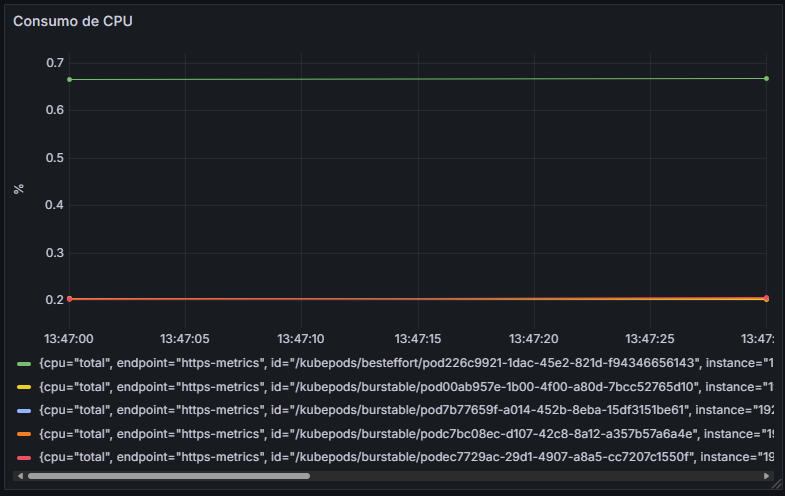 Consumo de CPU
0.7
0.6
0.5
%
0.4
0.3
0.2
13:47:00 13:47:05 13:47:10 13:47:15 13:47:20 13:47:25 13:47:
{cpu="total", endpoint="https-metrics", id="/kubepods/besteffort/pod226c9921-1dac-45e2-821d-f94346656143", instance="1
{cpu="total", endpoint="https-metrics", id="/kubepods/burstable/pod00ab957e-1b00-4f00-a80d-7bcc52765d10", instance="1
{cpu="total", endpoint="https-metrics", id="/kubepods/burstable/pod7b77659f-a014-452b-8eba-15df3151be61", instance="192
{cpu="total", endpoint="https-metrics", id="/kubepods/burstable/podc7bc08ec-d107-42c8-8a12-a357b57a6a4e", instance="19
{cpu="total", endpoint="https-metrics", id="/kubepods/burstable/podec7729ac-29d1-4907-a8a5-cc7207c1550f", instance="19